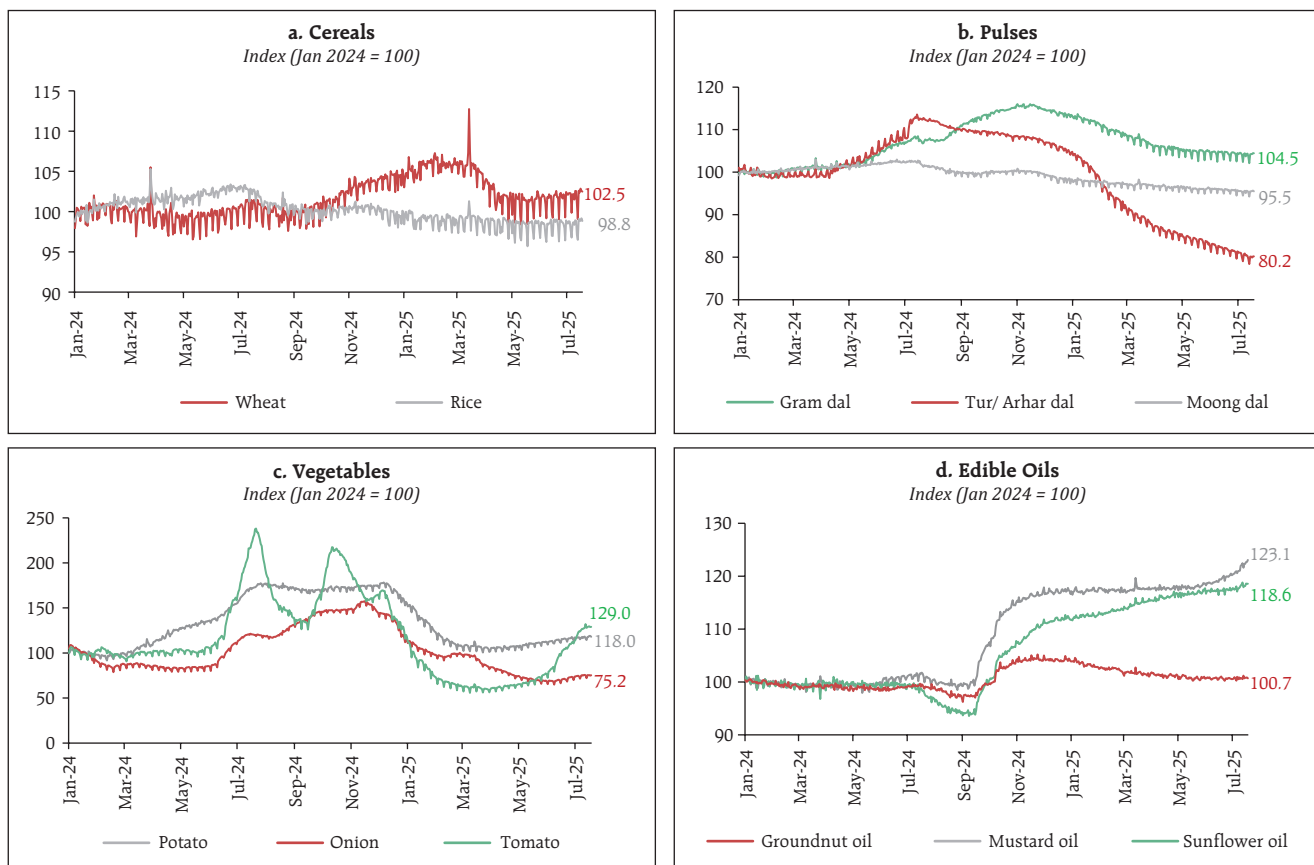 a. Cereals
Index (Jan 2024 = 100)
115
110
105
100
95
90
102.5
98.8
Jan-24
Mar-24
May-24
Jul-24
Sep-24
Nov-24
Jan-25
Mar-25
May-25
Jul-25
Wheat
Rice
b. Pulses
Index (Jan 2024 = 100)
120
110
100
90
80
70
104.5
95.5
80.2
Jan-24
Mar-24
May-24
Jul-24
Sep-24
Nov-24
Jan-25
Mar-25
May-25
Jul-25
Gram dal
Tur/ Arhar dal
Moong dal
c. Vegetables
Index (Jan 2024 = 100)
250
200
150
100
50
0
129.0
118.0
75.2
Jan-24
Mar-24
May-24
Jul-24
Sep-24
Nov-24
Jan-25
Mar-25
May-25
Jul-25
Potato
Onion
Tomato
d. Edible Oils
Index (Jan 2024 = 100)
130
120
110
100
90
123.1
118.6
100.7
Jan-24
Mar-24
May-24
Jul-24
Sep-24
Nov-24
Jan-25
Mar-25
May-25
Jul-25
Groundnut oil
Mustard oil
Sunflower oil